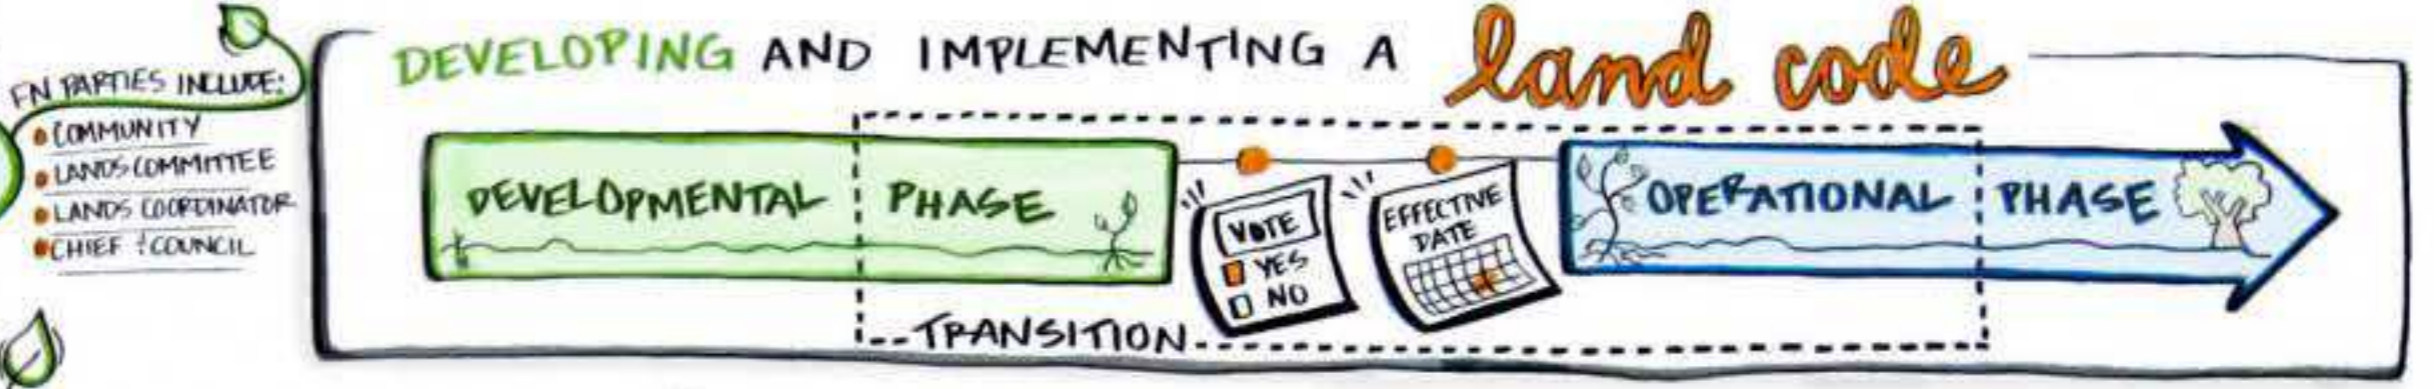 FN PARTIES INCLUDE:
COMMUNITY
LANDS COMMITTEE
LANDS COORDINATOR
CHIEF & COUNCIL
DEVELOPING AND IMPLEMENTING A land code
DEVELOPMENTAL PHASE
VOTE
YES
NO
EFFECTIVE
DATE
OPERATIONAL PHASE
TRANSITION